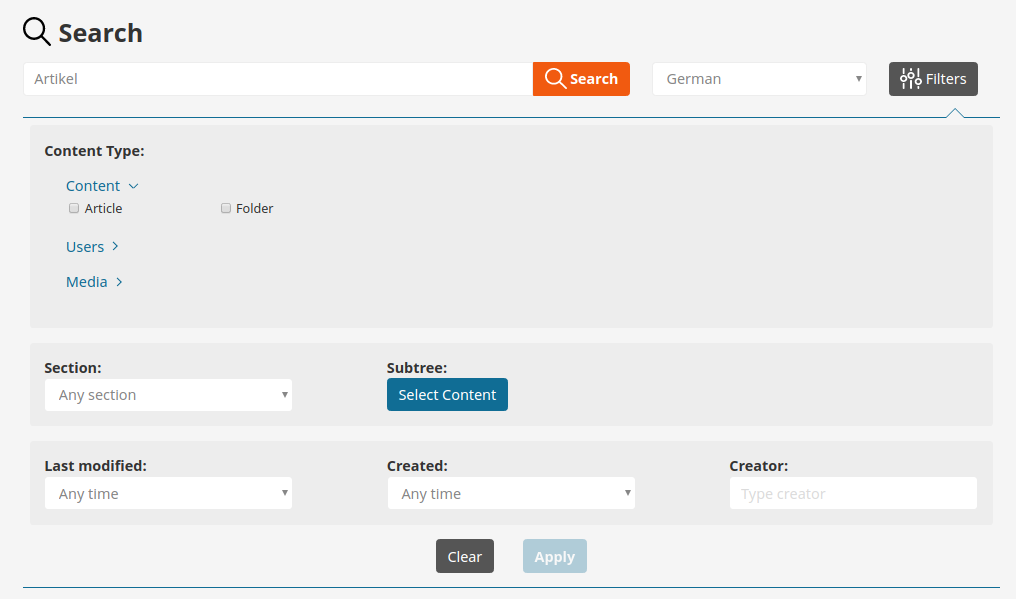 Search
Artikel Search German Filters
Content Type:
Content
Article Folder
Users
Media
Section: Subtree:
Any section Select Content
Last modified: Created: Creator:
Any time Any time Type creator
Clear Apply